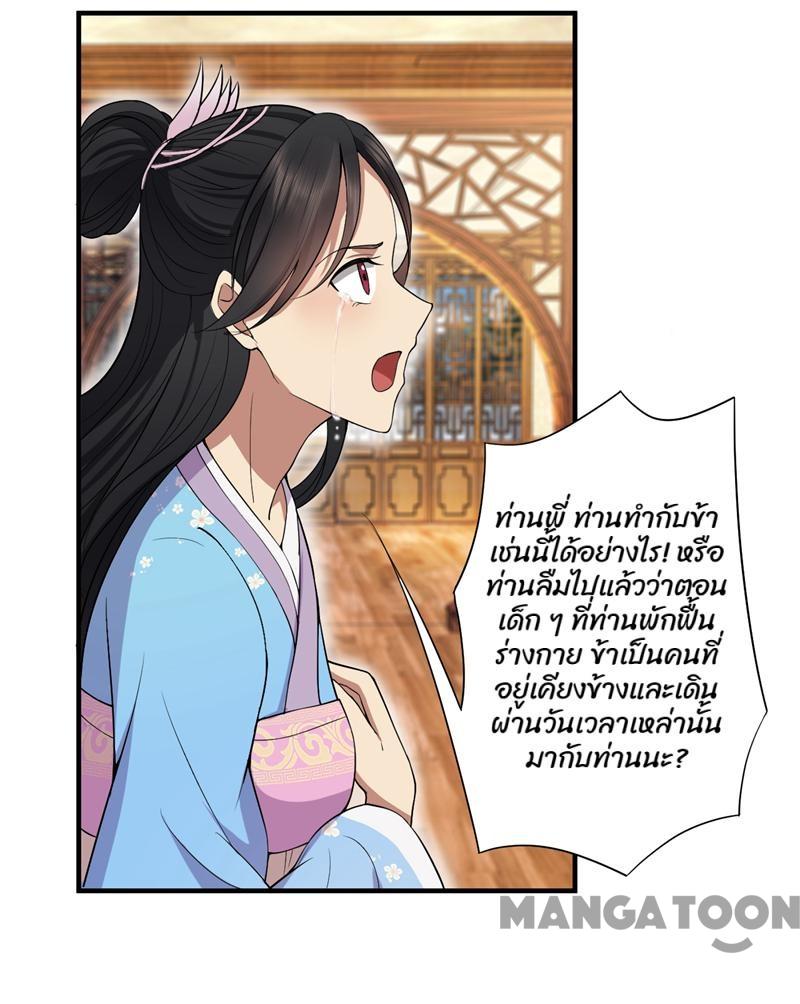 ท่านพี่ ท่านทำกับข้า
เช่นนี้ได้อย่างไร! หรือ
ท่านลืมไปแล้วว่าตอน
เด็ก ๆ ที่ท่านพักฟื้น
ร่างกาย ข้าเป็นคนที่
อยู่เคียงข้างและเดิน
ผ่านวันเวลาเหล่านั้น
มากับท่านนะ?
MANGATOON